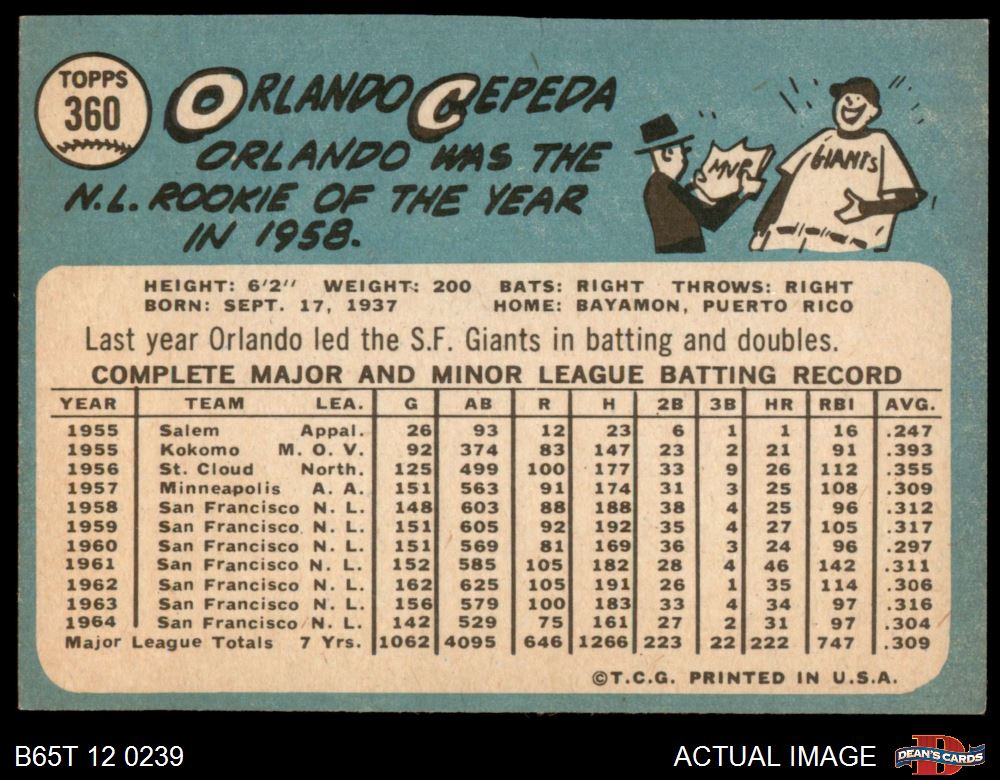 TOPPS
360
ORLANDO CEPEDA
ORLANDO WAS THE
N.L. ROOKIE OF THE YEAR
IN 1958.
MVP
GIANTS
HEIGHT: 6'2" WEIGHT: 200 BATS: RIGHT THROWS: RIGHT
BORN: SEPT. 17, 1937 HOME: BAYAMON, PUERTO RICO
Last year Orlando led the S.F. Giants in batting and doubles.
COMPLETE MAJOR AND MINOR LEAGUE BATTING RECORD
YEAR TEAM LEA. G AB R H 2B 3B HR RBI AVG.
1955 Salem Appal. 26 93 12 23 6 1 1 16 .247
1955 Kokomo M. O. V. 92 374 83 147 23 2 21 91 .393
1956 St. Cloud North. 125 499 100 177 33 9 26 112 .355
1957 Minneapolis A. A. 151 563 91 174 31 3 25 108 .309
1958 San Francisco N. L. 148 603 88 188 38 4 25 96 .312
1959 San Francisco N. L. 151 605 92 192 35 4 27 105 .317
1960 San Francisco N. L. 151 569 81 169 36 3 24 96 .297
1961 San Francisco N. L. 152 585 105 182 28 4 46 142 .311
1962 San Francisco N. L. 162 625 105 191 26 1 35 114 .306
1963 San Francisco N. L. 156 579 100 183 33 4 34 97 .316
1964 San Francisco N. L. 142 529 75 161 27 2 31 97 .304
Major League Totals 7 Yrs. 1062 4095 646 1266 223 22 222 747 .309
©T.C.G. PRINTED IN U.S.A.
B65T 12 0239
ACTUAL IMAGE
DEAN'S CARDS